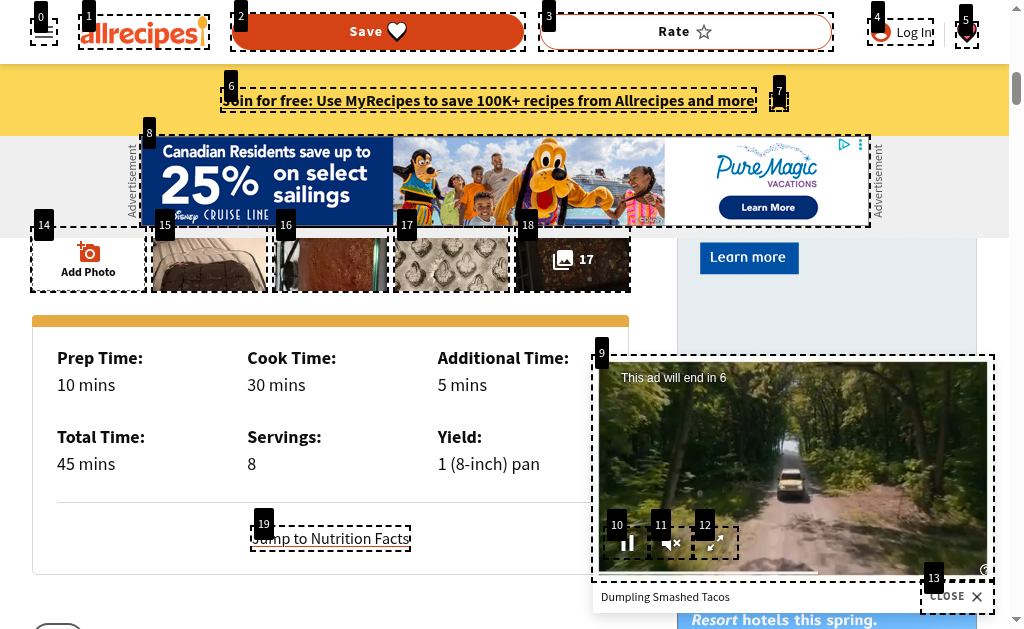 0
1
2
3
4
5
allrecipes
Save
Rate
Log In
6
7
Join for free: Use MyRecipes to save 100K+ recipes from Allrecipes and more
8
Advertisement
Canadian Residents save up to
25% on select sailings
Disney CRUISE LINE
©Disney
PureMagic
VACATIONS
Learn More
Advertisement
14
15
16
17
18
Add Photo
17
Learn more
Prep Time:
10 mins
Cook Time:
30 mins
Additional Time:
5 mins
Total Time:
45 mins
Servings:
8
Yield:
1 (8-inch) pan
19
Jump to Nutrition Facts
9
This ad will end in 6
10
11
12
13
Dumpling Smashed Tacos
CLOSE
Resort hotels this spring.